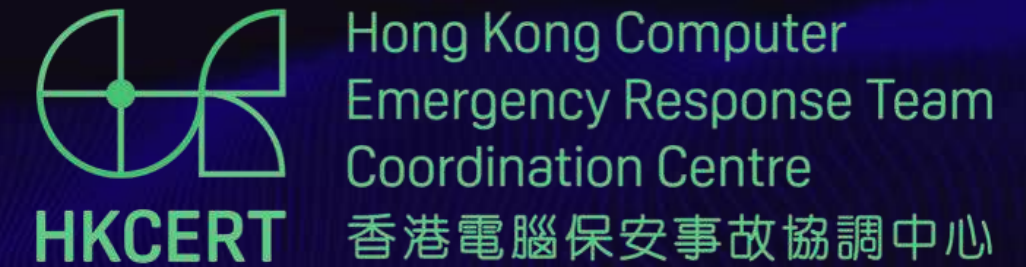 HKCERT
Hong Kong Computer
Emergency Response Team
Coordination Centre
香港電腦保安事故協調中心